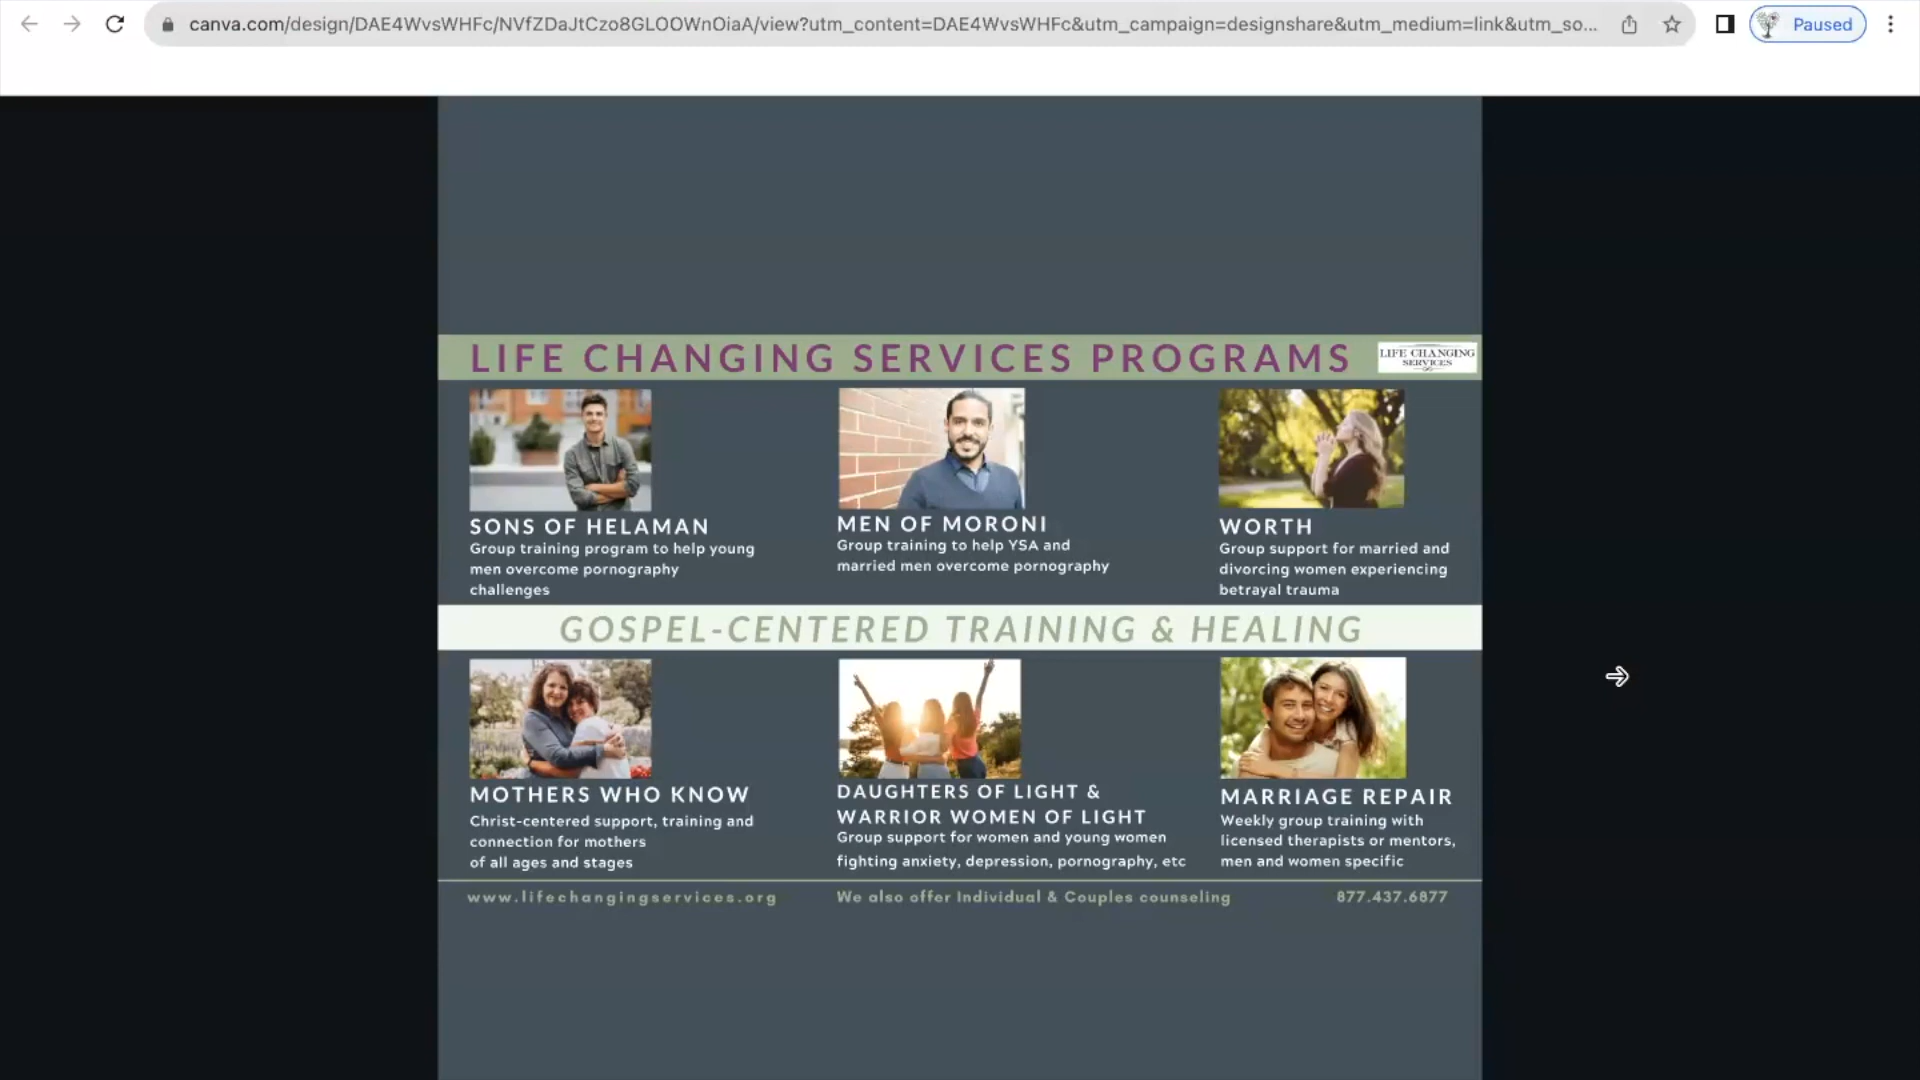 canva.com/design/DAE4WvsWHFc/NVfZDaJtCzo8GLOOWnOiaA/view?utm_content=DAE4WvsWHFc&utm_campaign=designshare&utm_medium=link&utm_so...
Paused
LIFE CHANGING SERVICES PROGRAMS
LIFE CHANGING
SERVICES
SONS OF HELAMAN
Group training program to help young
men overcome pornography
challenges
MEN OF MORONI
Group training to help YSA and
married men overcome pornography
WORTH
Group support for married and
divorcing women experiencing
betrayal trauma
GOSPEL-CENTERED TRAINING & HEALING
MOTHERS WHO KNOW
Christ-centered support, training and
connection for mothers
of all ages and stages
DAUGHTERS OF LIGHT &
WARRIOR WOMEN OF LIGHT
Group support for women and young women
fighting anxiety, depression, pornography, etc
MARRIAGE REPAIR
Weekly group training with
licensed therapists or mentors,
men and women specific
www.lifechangingservices.org
We also offer Individual & Couples counseling
877.437.6877